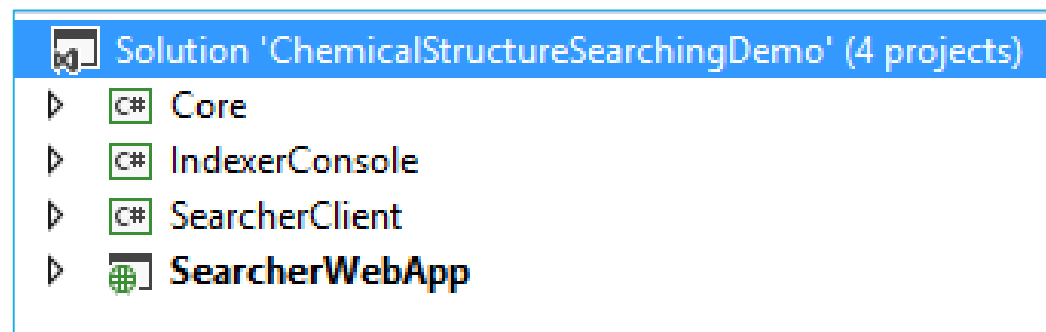 Solution 'ChemicalStructureSearchingDemo' (4 projects)
C# Core
C# IndexerConsole
C# SearcherClient
SearcherWebApp